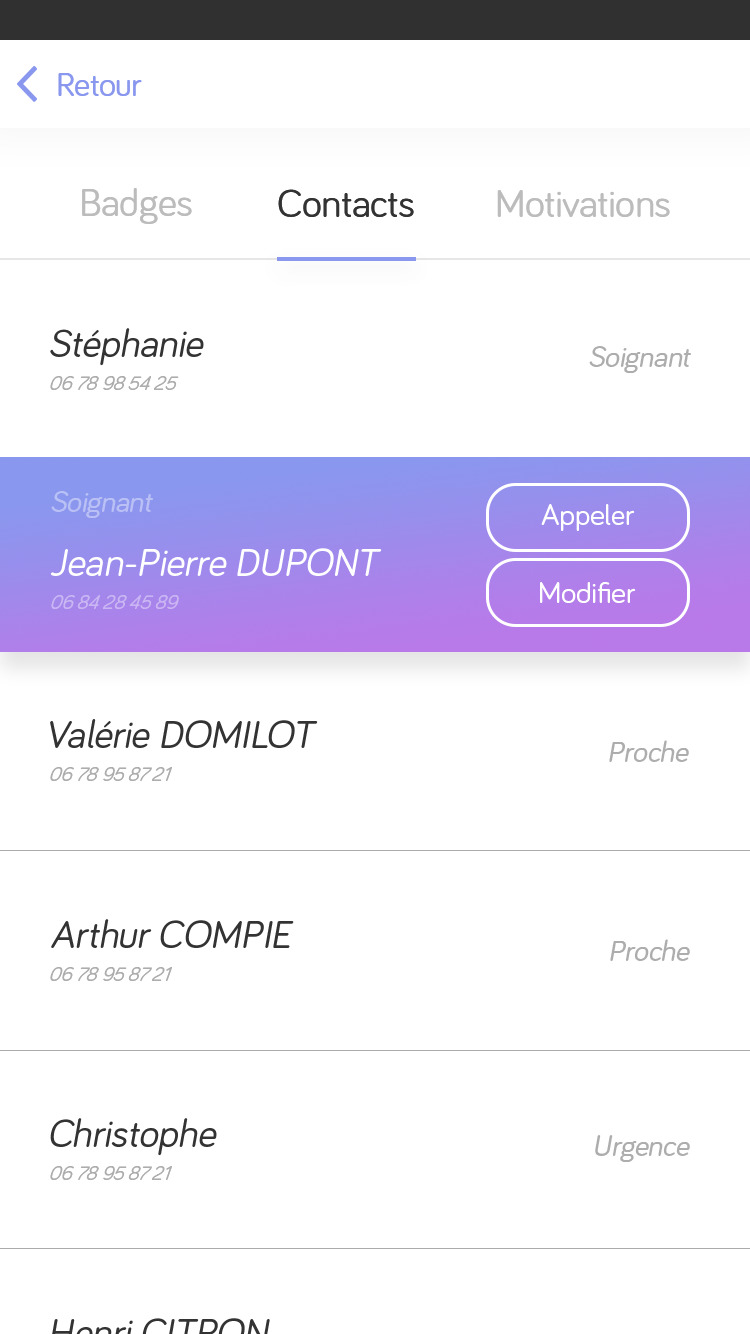 Retour
Badges Contacts Motivations
Stéphanie
06 78 98 54 25
Soignant
Soignant
Jean-Pierre DUPONT
06 84 28 45 89
Appeler
Modifier
Valérie DOMILOT
06 78 95 87 21
Proche
Arthur COMPIE
06 78 95 87 21
Proche
Christophe
06 78 95 87 21
Urgence
Henri CITRON